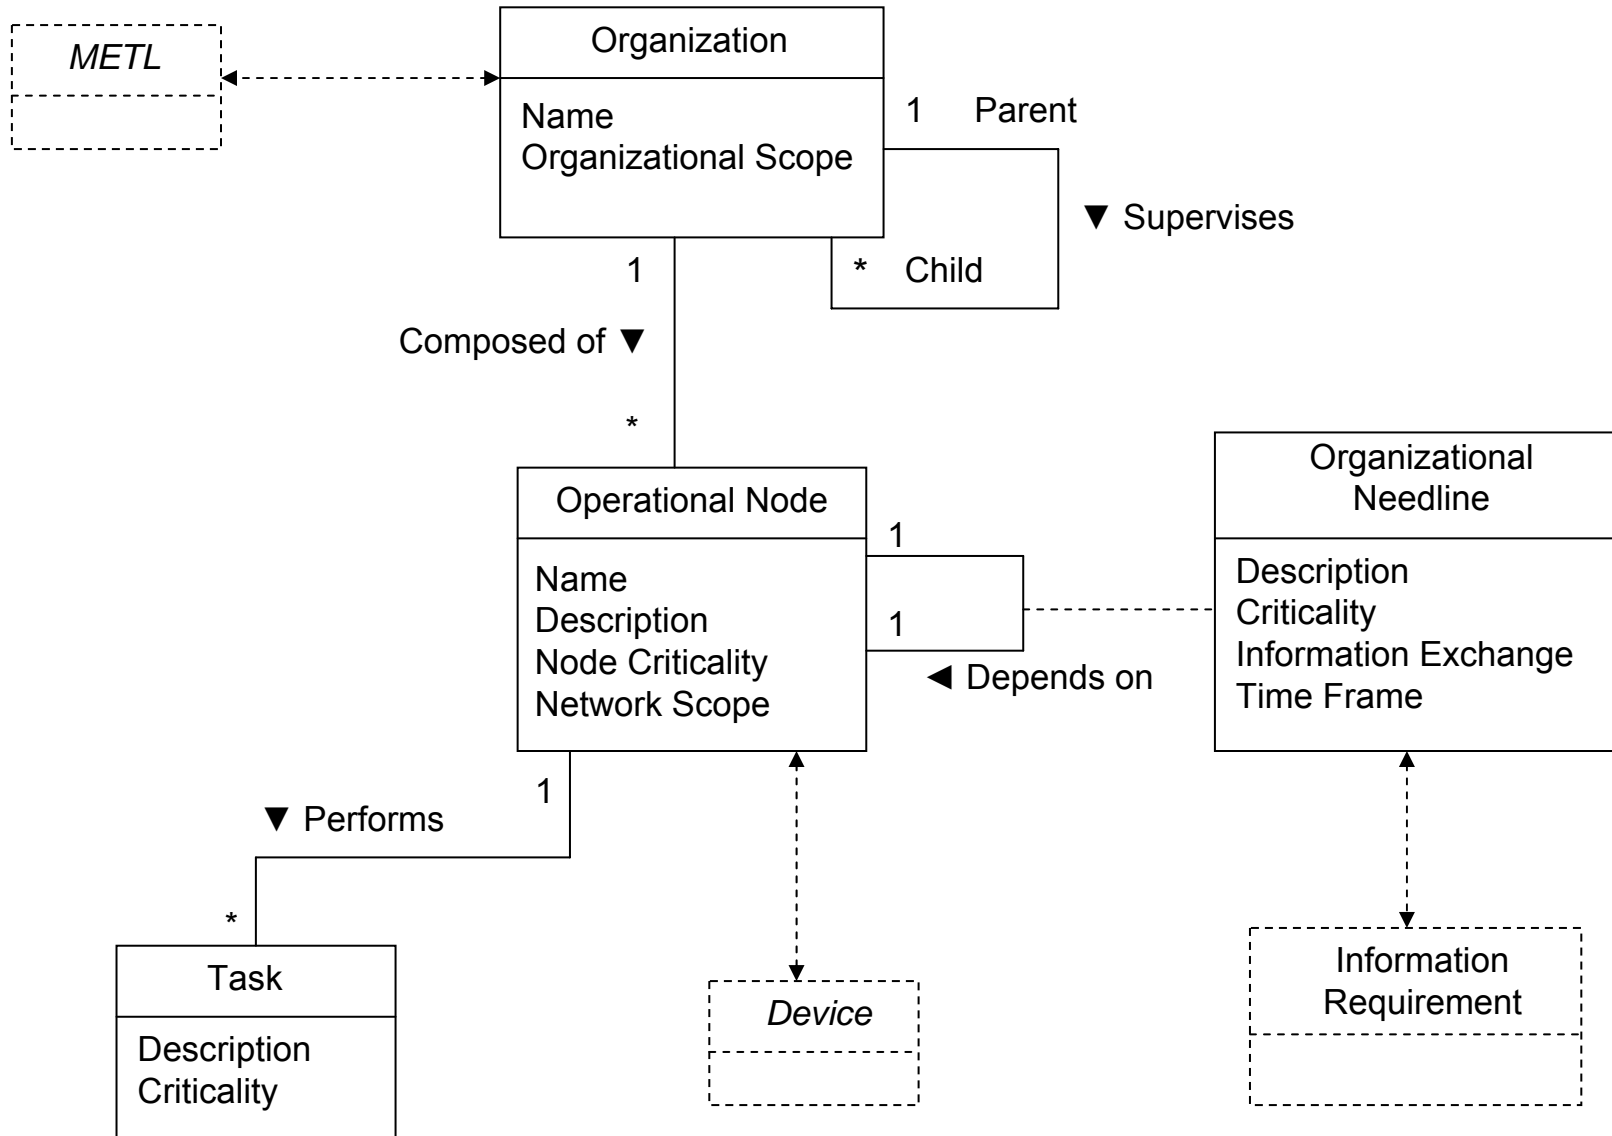 METL
Organization
Name
Organizational Scope
1 Parent
▼ Supervises
* Child
1
Composed of ▼
*
Operational Node
Name
Description
Node Criticality
Network Scope
1
1
◄ Depends on
Organizational
Needline
Description
Criticality
Information Exchange
Time Frame
1
▼ Performs
*
Task
Description
Criticality
Device
Information
Requirement